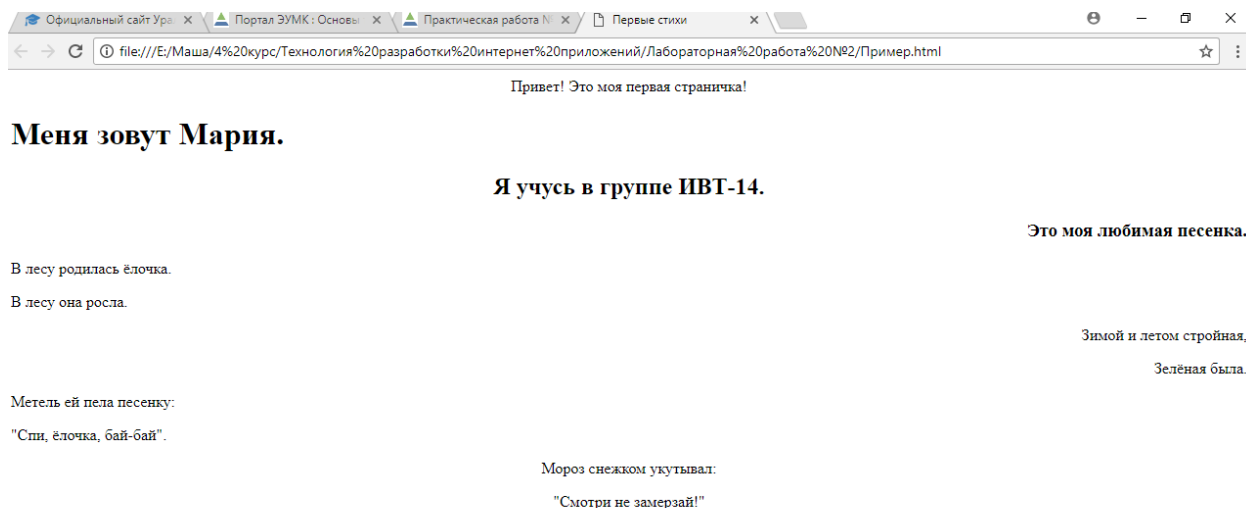 Официальный сайт Ура
Портал ЭУМК : Основы
Практическая работа №
Первые стихи
file:///E:/Маша/4%20курс/Технология%20разработки%20интернет%20приложений/Лабораторная%20работа%20№2/Пример.html
Привет! Это моя первая страничка!
Меня зовут Мария.
Я учусь в группе ИВТ-14.
Это моя любимая песенка.
В лесу родилась ёлочка.
В лесу она росла.
Зимой и летом стройная,
Зелёная была.
Метель ей пела песенку:
"Спи, ёлочка, бай-бай".
Мороз снежком укутывал:
"Смотри не замерзай!"